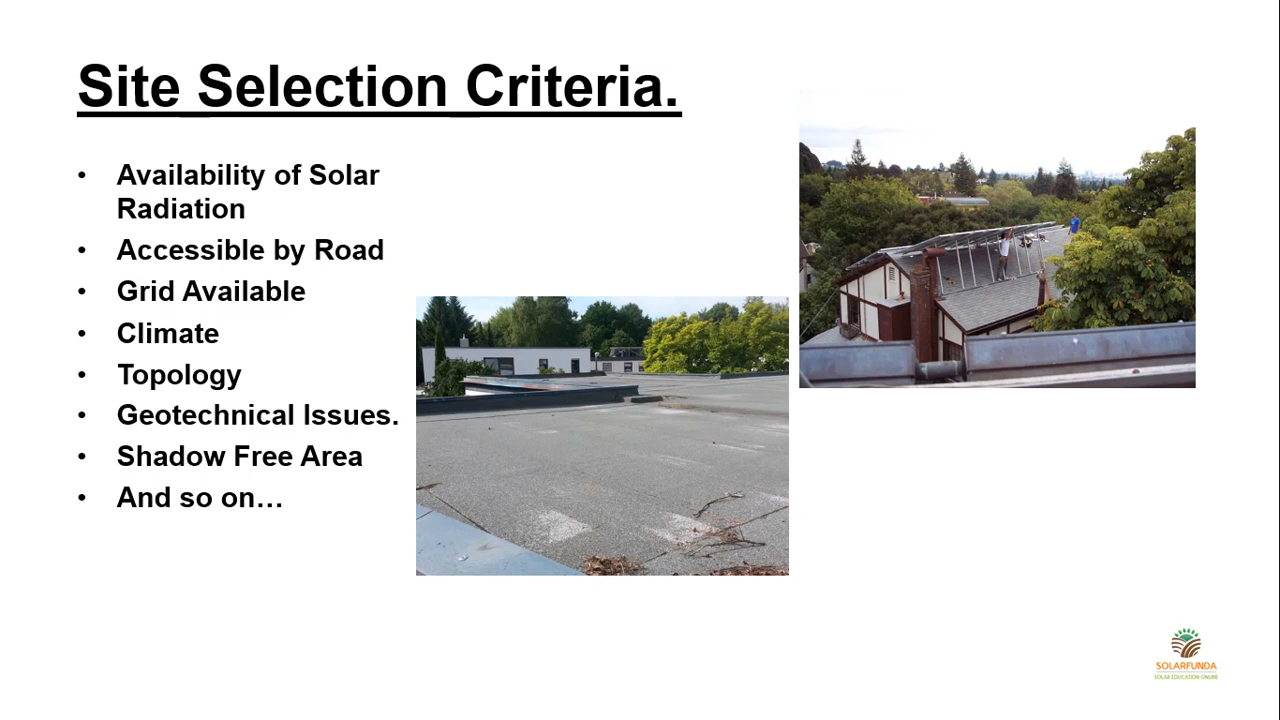 Site Selection Criteria.
• Availability of Solar
Radiation
• Accessible by Road
• Grid Available
• Climate
• Topology
• Geotechnical Issues.
• Shadow Free Area
• And so on…
SOLARFUNDA
SOLAR EDUCATION ONLINE